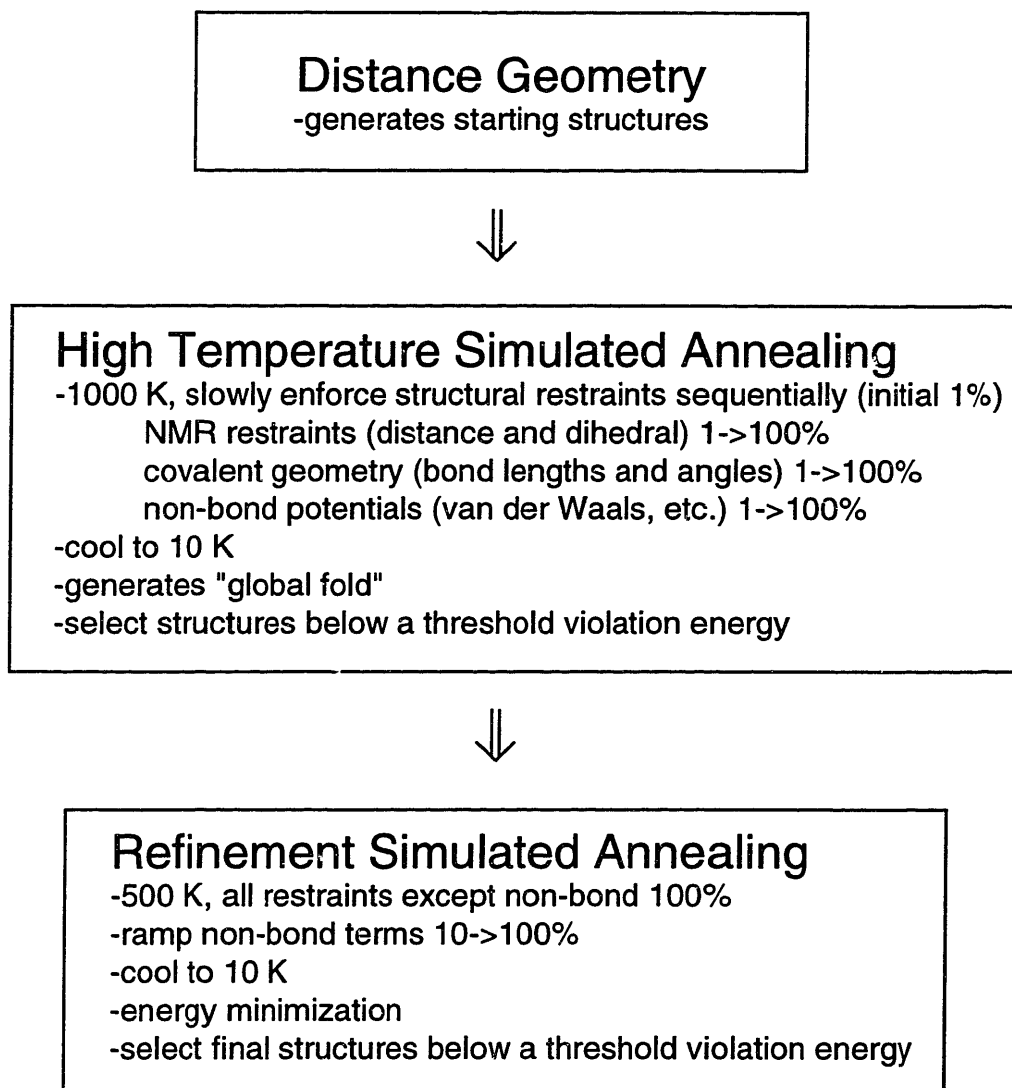 Distance Geometry
-generates starting structures
⇓
High Temperature Simulated Annealing
-1000 K, slowly enforce structural restraints sequentially (initial 1%)
NMR restraints (distance and dihedral) 1->100%
covalent geometry (bond lengths and angles) 1->100%
non-bond potentials (van der Waals, etc.) 1->100%
-cool to 10 K
-generates "global fold"
-select structures below a threshold violation energy
⇓
Refinement Simulated Annealing
-500 K, all restraints except non-bond 100%
-ramp non-bond terms 10->100%
-cool to 10 K
-energy minimization
-select final structures below a threshold violation energy